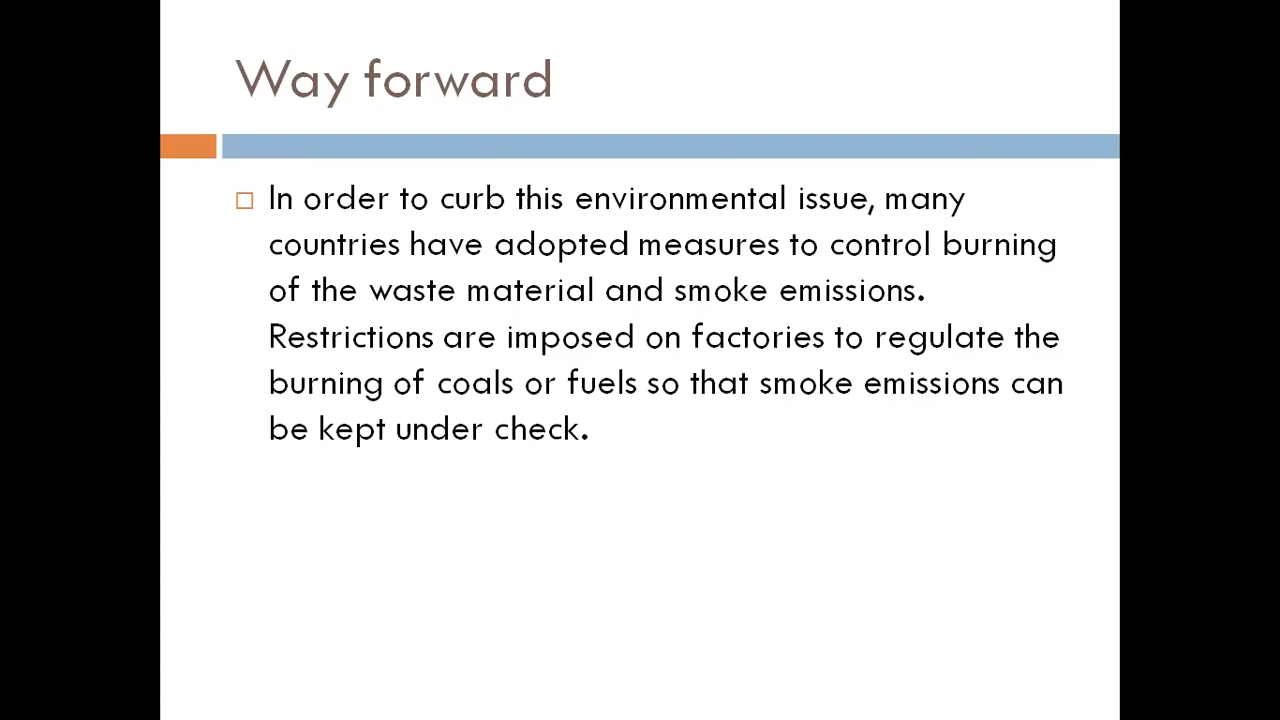 Way forward
In order to curb this environmental issue, many
countries have adopted measures to control burning
of the waste material and smoke emissions.
Restrictions are imposed on factories to regulate the
burning of coals or fuels so that smoke emissions can
be kept under check.